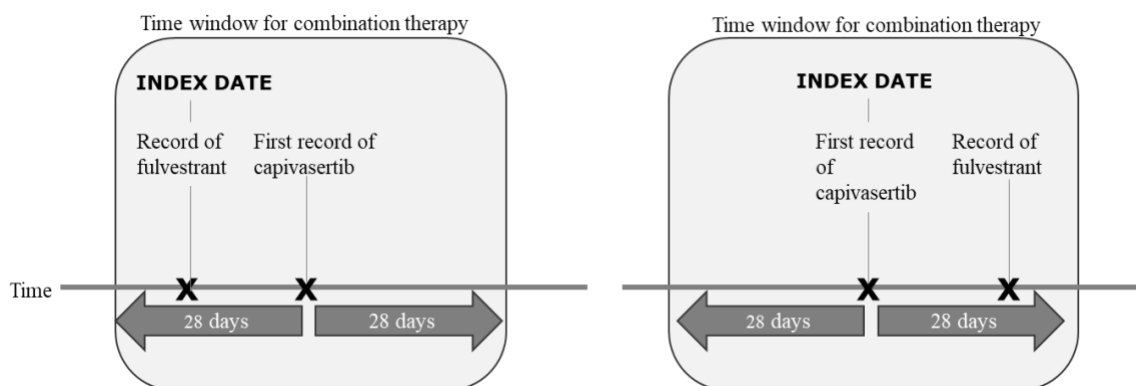 Time window for combination therapy
INDEX DATE
Record of
fulvestrant
First record of
capivasertib
Time
28 days
28 days
Time window for combination therapy
INDEX DATE
First record
of
capivasertib
Record of
fulvestrant
X
X
28 days
28 days
X
X